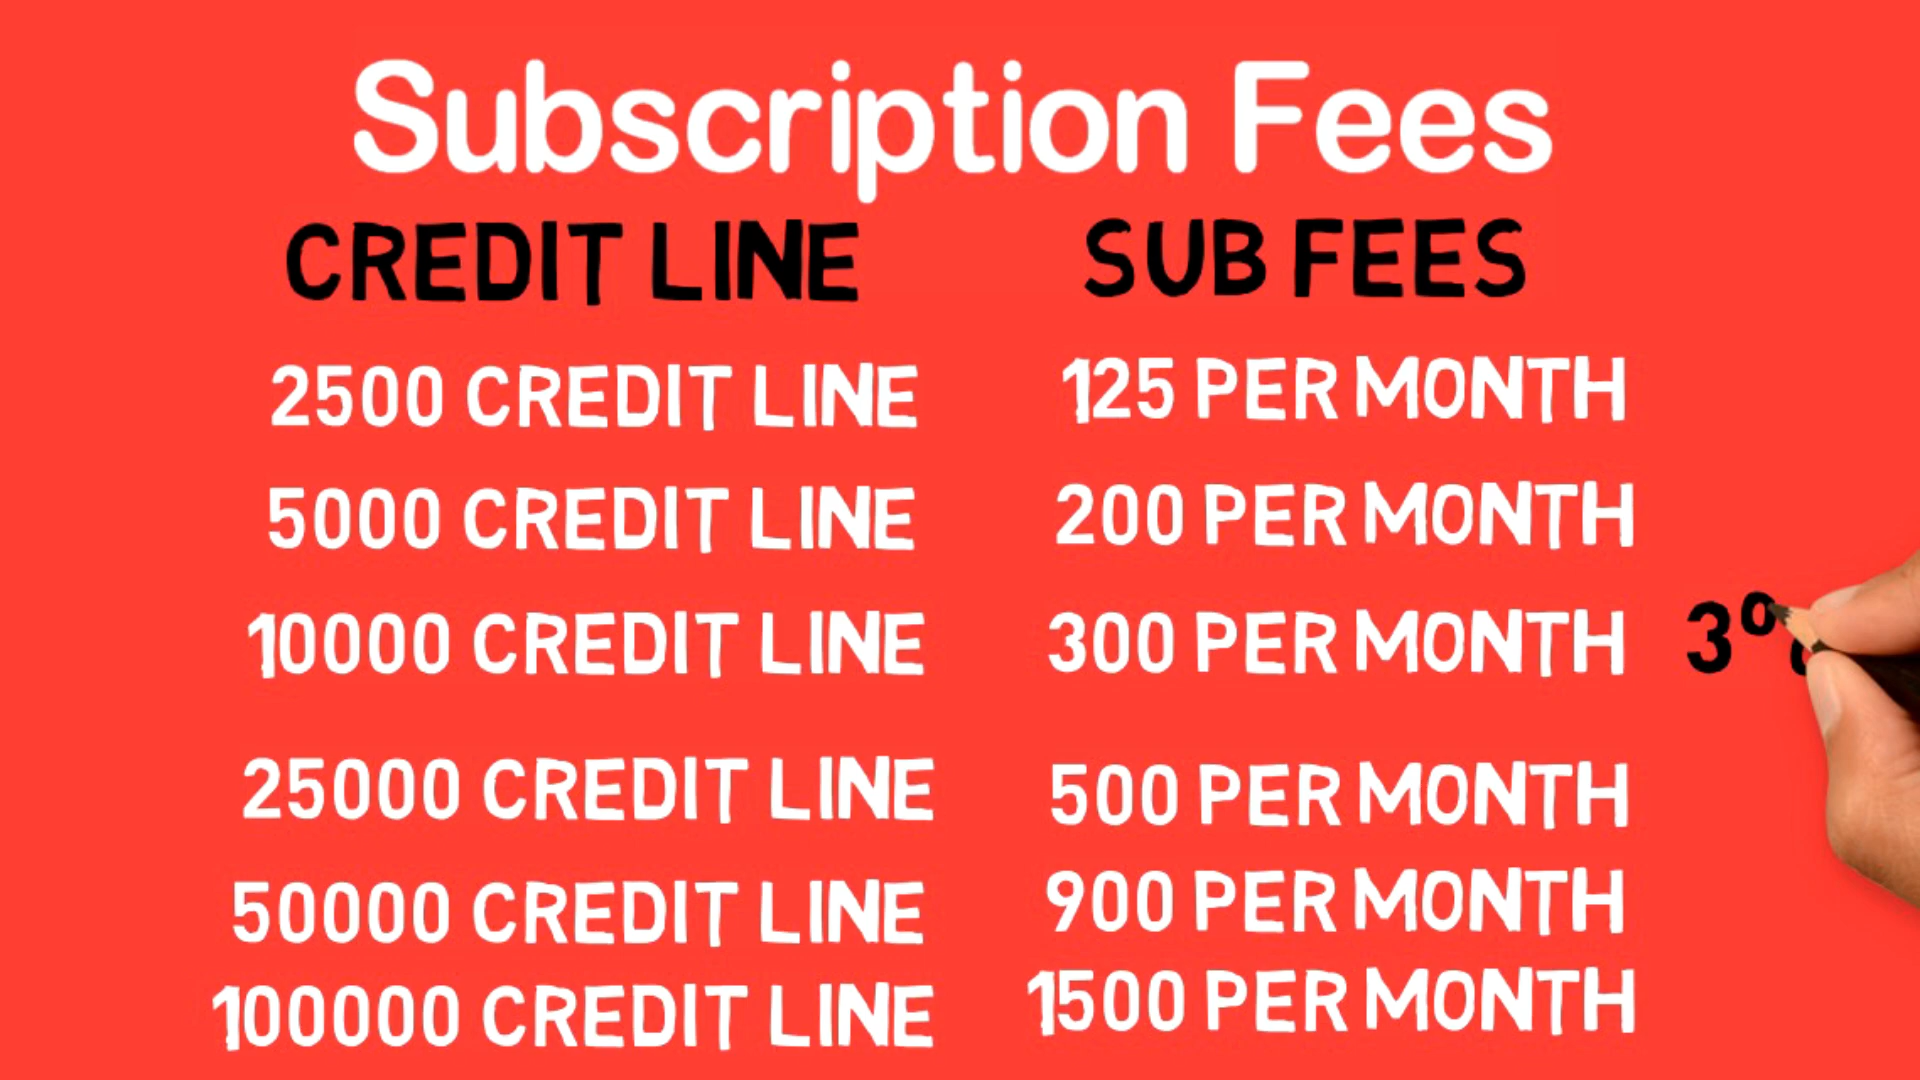 Subscription Fees
CREDIT LINE SUB FEES
2500 CREDIT LINE 125 PER MONTH
5000 CREDIT LINE 200 PER MONTH
10000 CREDIT LINE 300 PER MONTH 3%
25000 CREDIT LINE 500 PER MONTH
50000 CREDIT LINE 900 PER MONTH
100000 CREDIT LINE 1500 PER MONTH